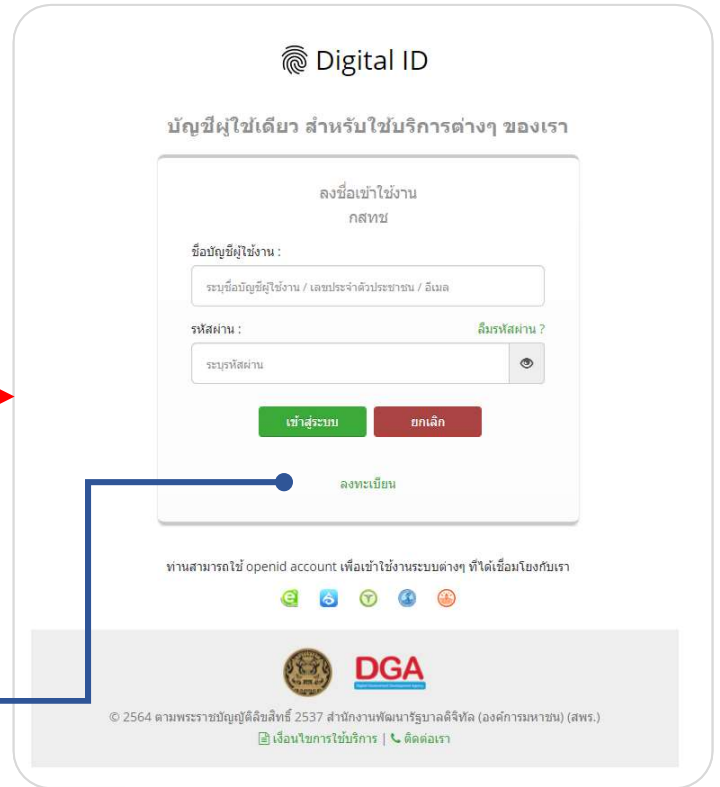 Digital ID
บัญชีผู้ใช้เดียว สำหรับใช้บริการต่างๆ ของเรา
ลงชื่อเข้าใช้งาน
กสทช
ชื่อบัญชีผู้ใช้งาน :
ระบุชื่อบัญชีผู้ใช้งาน / เลขประจำตัวประชาชน / อีเมล
รหัสผ่าน : ลืมรหัสผ่าน ?
ระบุรหัสผ่าน
เข้าสู่ระบบ ยกเลิก
ลงทะเบียน
ท่านสามารถใช้ openid account เพื่อเข้าใช้งานระบบต่างๆ ที่ได้เชื่อมโยงกับเรา
DGA
© 2564 ตามพระราชบัญญัติลิขสิทธิ์ 2537 สำนักงานพัฒนารัฐบาลดิจิทัล (องค์การมหาชน) (สพร.)
เงื่อนไขการใช้บริการ | ติดต่อเรา